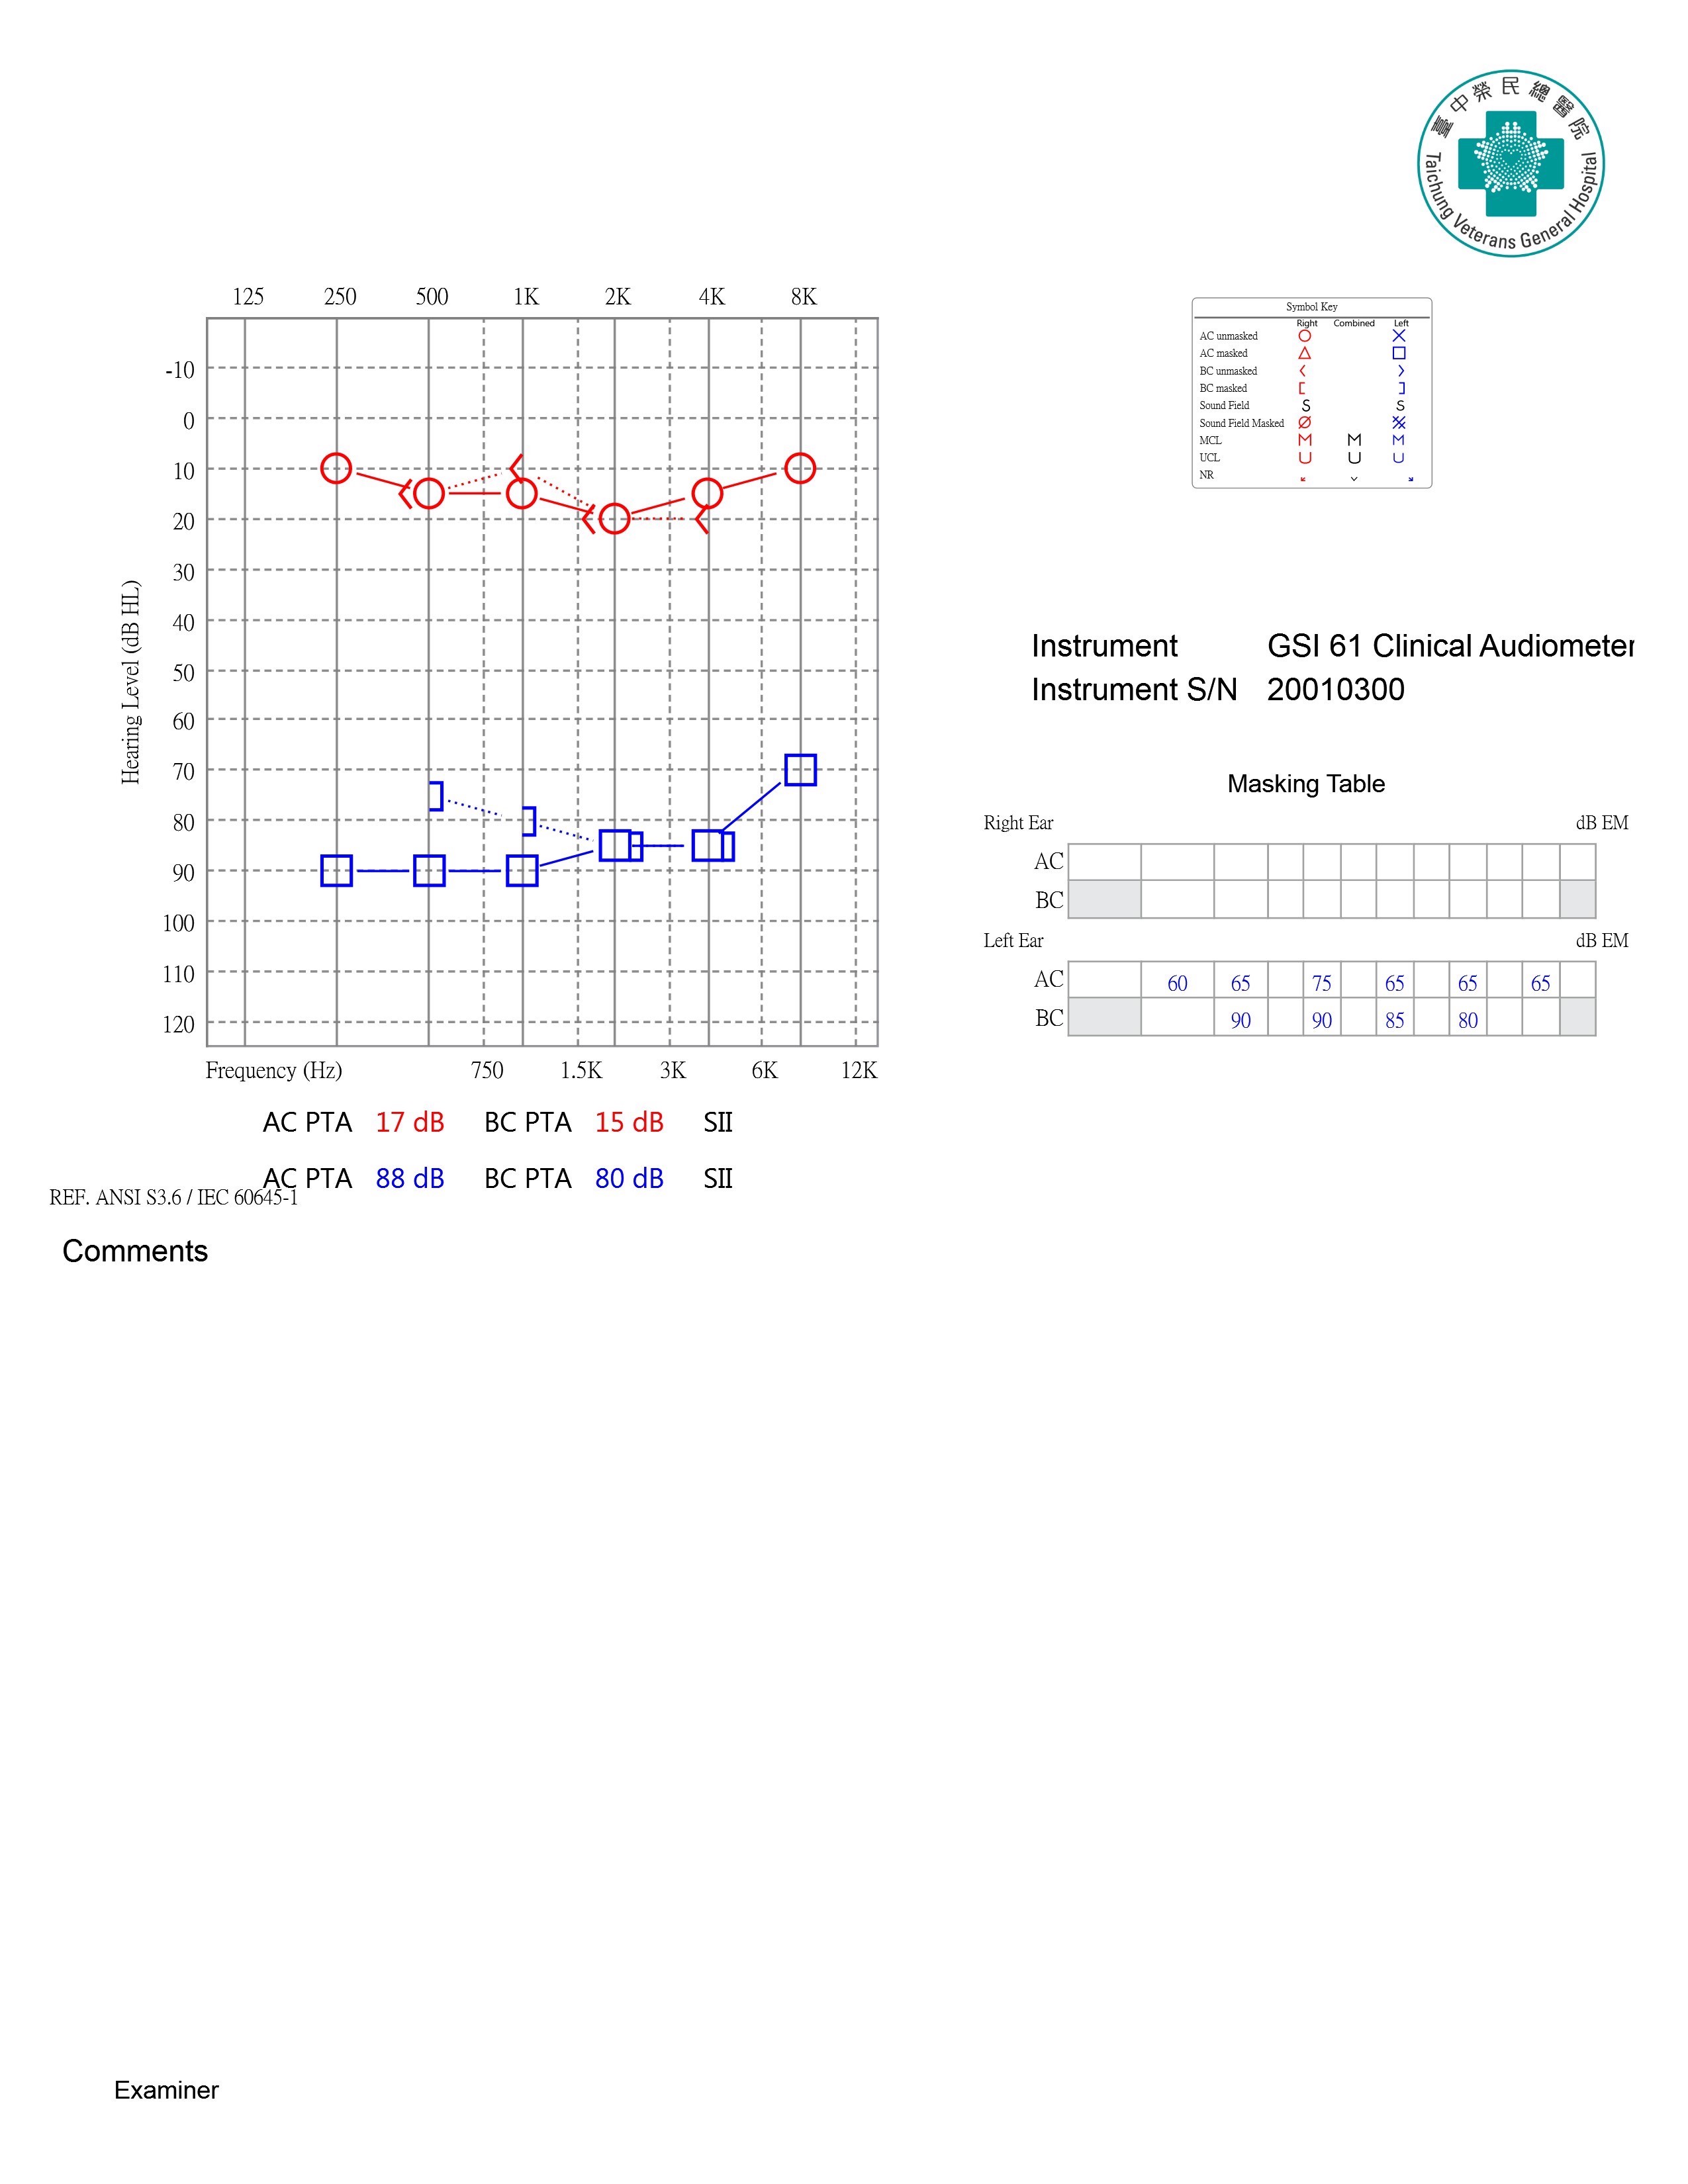 臺中榮民總醫院
Taichung Veterans General Hospital
125 250 500 1K 2K 4K 8K
Symbol Key
Right Combined Left
AC unmasked
AC masked
BC unmasked
BC masked
Sound Field S S
Sound Field Masked
MCL M M M
UCL U U U
NR
-10
0
10
20
30
40
50
60
70
80
90
100
110
120
Hearing Level (dB HL)
Frequency (Hz) 750 1.5K 3K 6K 12K
Instrument GSI 61 Clinical Audiometer
Instrument S/N 20010300
Masking Table
Right Ear dB EM
AC
BC
Left Ear dB EM
AC 60 65 75 65 65 65
BC 90 90 85 80
AC PTA 17 dB BC PTA 15 dB SII
AC PTA 88 dB BC PTA 80 dB SII
REF. ANSI S3.6 / IEC 60645-1
Comments
Examiner